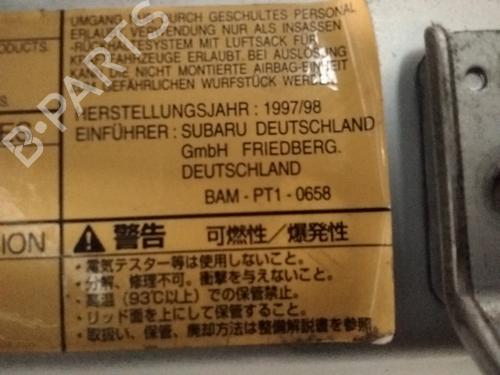 UMGANG NUR DURCH GESCHULTES PERSONAL
ERLAUBT. VERWENDUNG NUR ALS INSASSEN
-RÜCKHALTESYSTEM MIT LUFTSACK FÜR
KRAFTFAHRZEUGE ERLAUBT. BEI AUSLÖSUNG
KANN DIE NICHT MONTIERTE AIRBAG-EINHEIT
ZUM GEFÄHRLICHEN WURFSTÜCK WERDEN.
HERSTELLUNGSJAHR : 1997/98
EINFÜHRER : SUBARU DEUTSCHLAND
GmbH FRIEDBERG.
DEUTSCHLAND
BAM - PT1 - 0658
PRODUCTS.
SION
警告 可燃性/爆発性
・電気テスター等は使用しないこと。
・分解、修理不可。衝撃を与えないこと。
・高温(93℃以上)での保管禁止。
・リッド面を上にして保管すること。
・取扱い、保管、廃却方法は整備解説書を参照。
B-PARTS